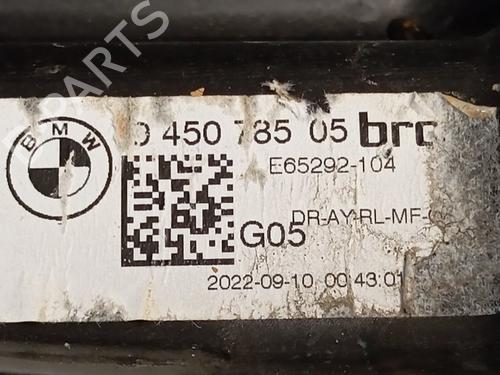 BMW
0 450 785 05 brc
E65292-104
DR-AY-RL-MF-
G05
2022-09-10 00:43:01
B-PARTS